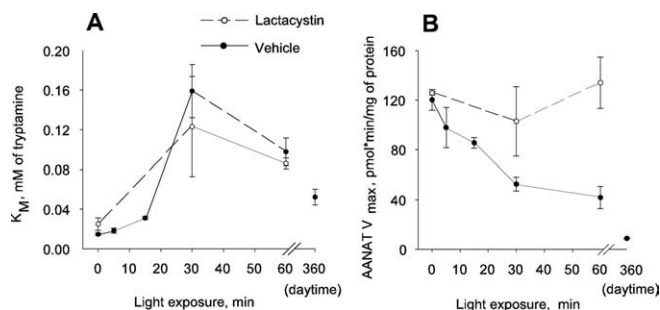 A
B
Lactacystin
Vehicle
K M, mM of tryptamine
0.20
0.16
0.12
0.08
0.04
0.00
0 10 20 30 40 50 60 360
(daytime)
Light exposure, min
AANAT V max, pmol*min/mg of protein
160
120
80
40
0
0 10 20 30 40 50 60 360
(daytime)
Light exposure, min